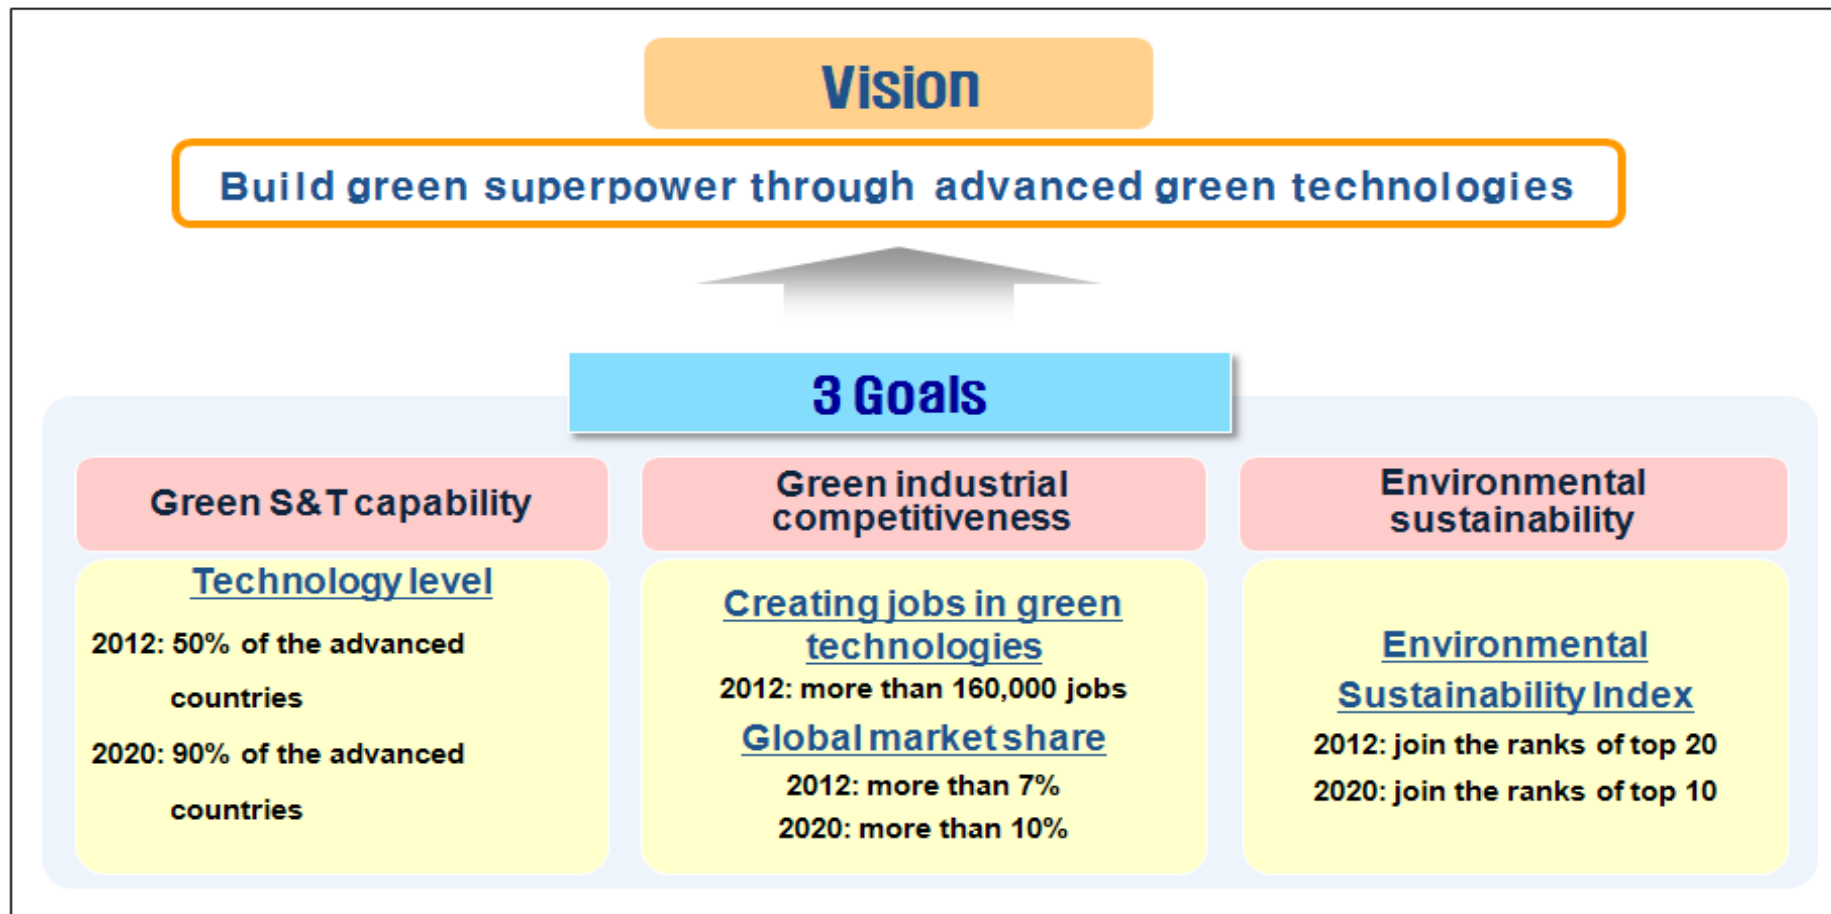 Vision
Build green superpower through advanced green technologies
3 Goals
Green S&T capability
Technology level
2012: 50% of the advanced
countries
2020: 90% of the advanced
countries
Green industrial
competitiveness
Creating jobs in green
technologies
2012: more than 160,000 jobs
Global market share
2012: more than 7%
2020: more than 10%
Environmental
sustainability
Environmental
Sustainability Index
2012: join the ranks of top 20
2020: join the ranks of top 10